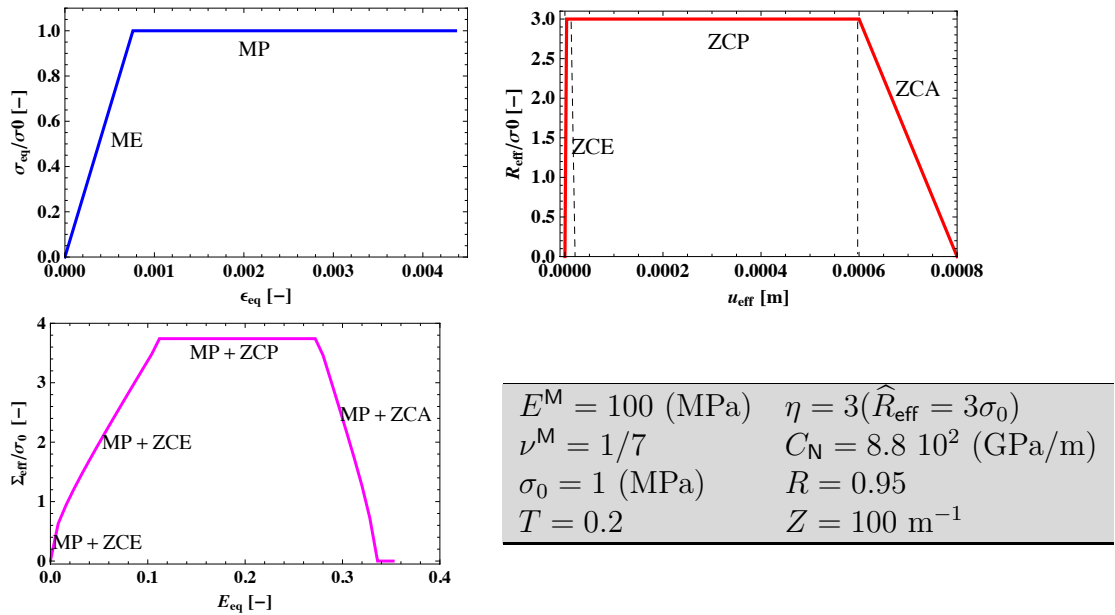 1.0
0.8
0.6
0.4
0.2
0.0
σeq/σ0 [−]
MP
ME
0.000 0.001 0.002 0.003 0.004
ϵeq [−]
3.0
2.5
2.0
1.5
1.0
0.5
0.0
Reff/σ0 [−]
ZCP
ZCA
ZCE
0.0000 0.0002 0.0004 0.0006 0.0008
ueff [m]
4
3
2
1
0
Σeff/σ0 [−]
MP + ZCP
MP + ZCA
MP + ZCE
MP + ZCE
0.0 0.1 0.2 0.3 0.4
Eeq [−]
E^M = 100 (MPa) η = 3(R̂eff = 3σ0)
ν^M = 1/7 CN = 8.8 10² (GPa/m)
σ0 = 1 (MPa) R = 0.95
T = 0.2 Z = 100 m⁻¹